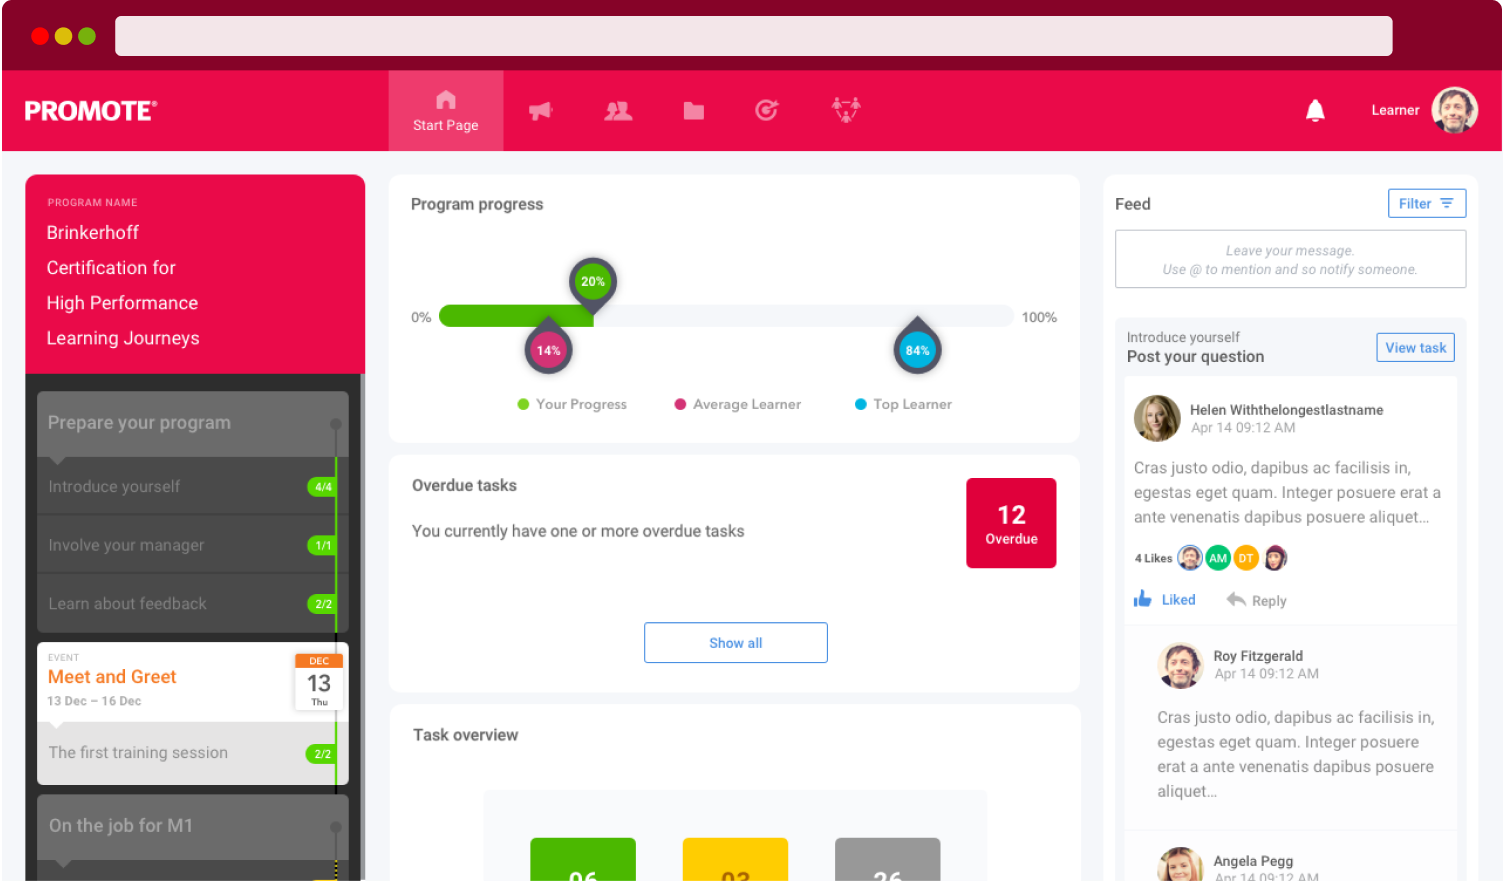 PROMOTE®
Start Page
Learner
PROGRAM NAME
Brinkerhoff
Certification for
High Performance
Learning Journeys
Prepare your program
Introduce yourself
4/4
Involve your manager
1/1
Learn about feedback
2/2
EVENT
Meet and Greet
13 Dec – 16 Dec
DEC
13
Thu
The first training session
2/2
On the job for M1
Program progress
20%
0%
100%
14%
84%
Your Progress
Average Learner
Top Learner
Overdue tasks
You currently have one or more overdue tasks
12
Overdue
Show all
Task overview
06
03
26
Feed
Filter
Leave your message.
Use @ to mention and so notify someone.
Introduce yourself
Post your question
View task
Helen Withthelongestlastname
Apr 14 09:12 AM
Cras justo odio, dapibus ac facilisis in,
egestas eget quam. Integer posuere erat a
ante venenatis dapibus posuere aliquet...
4 Likes
AM
DT
Liked
Reply
Roy Fitzgerald
Apr 14 09:12 AM
Cras justo odio, dapibus ac facilisis in,
egestas eget quam. Integer posuere
erat a ante venenatis dapibus posuere
aliquet...
Angela Pegg
Apr 14 09:12 AM